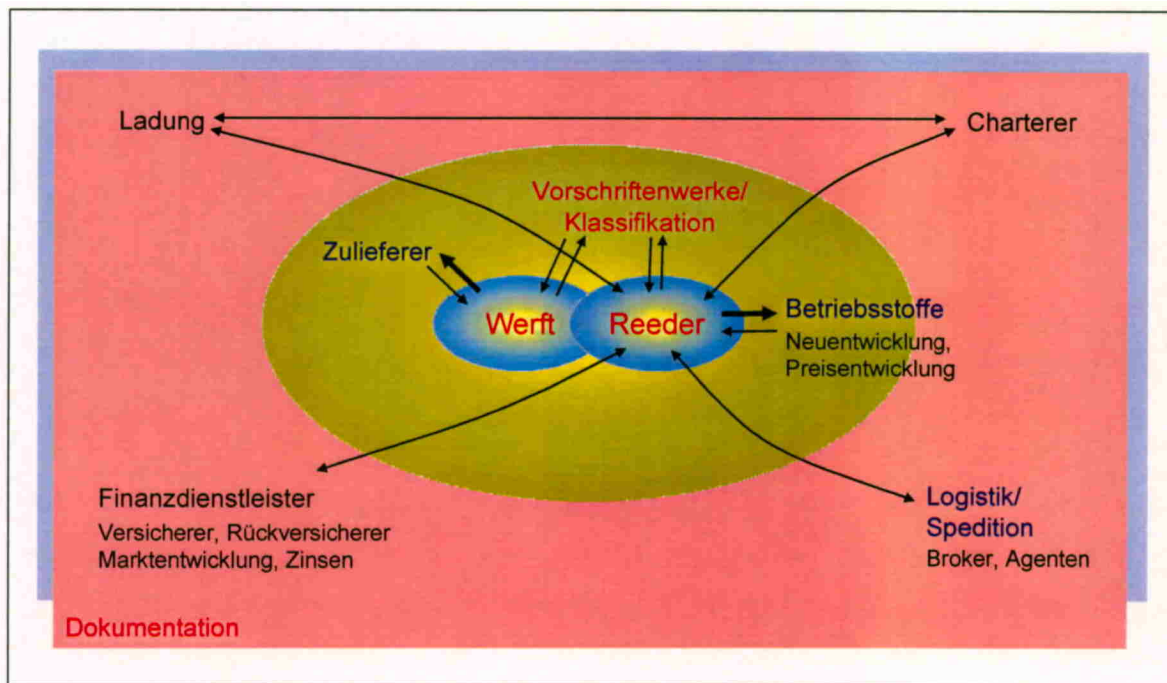 Ladung
Charterer
Vorschriftenwerke/
Klassifikation
Zulieferer
Werft
Reeder
Betriebsstoffe
Neuentwicklung,
Preisentwicklung
Finanzdienstleister
Versicherer, Rückversicherer
Marktentwicklung, Zinsen
Logistik/
Spedition
Broker, Agenten
Dokumentation